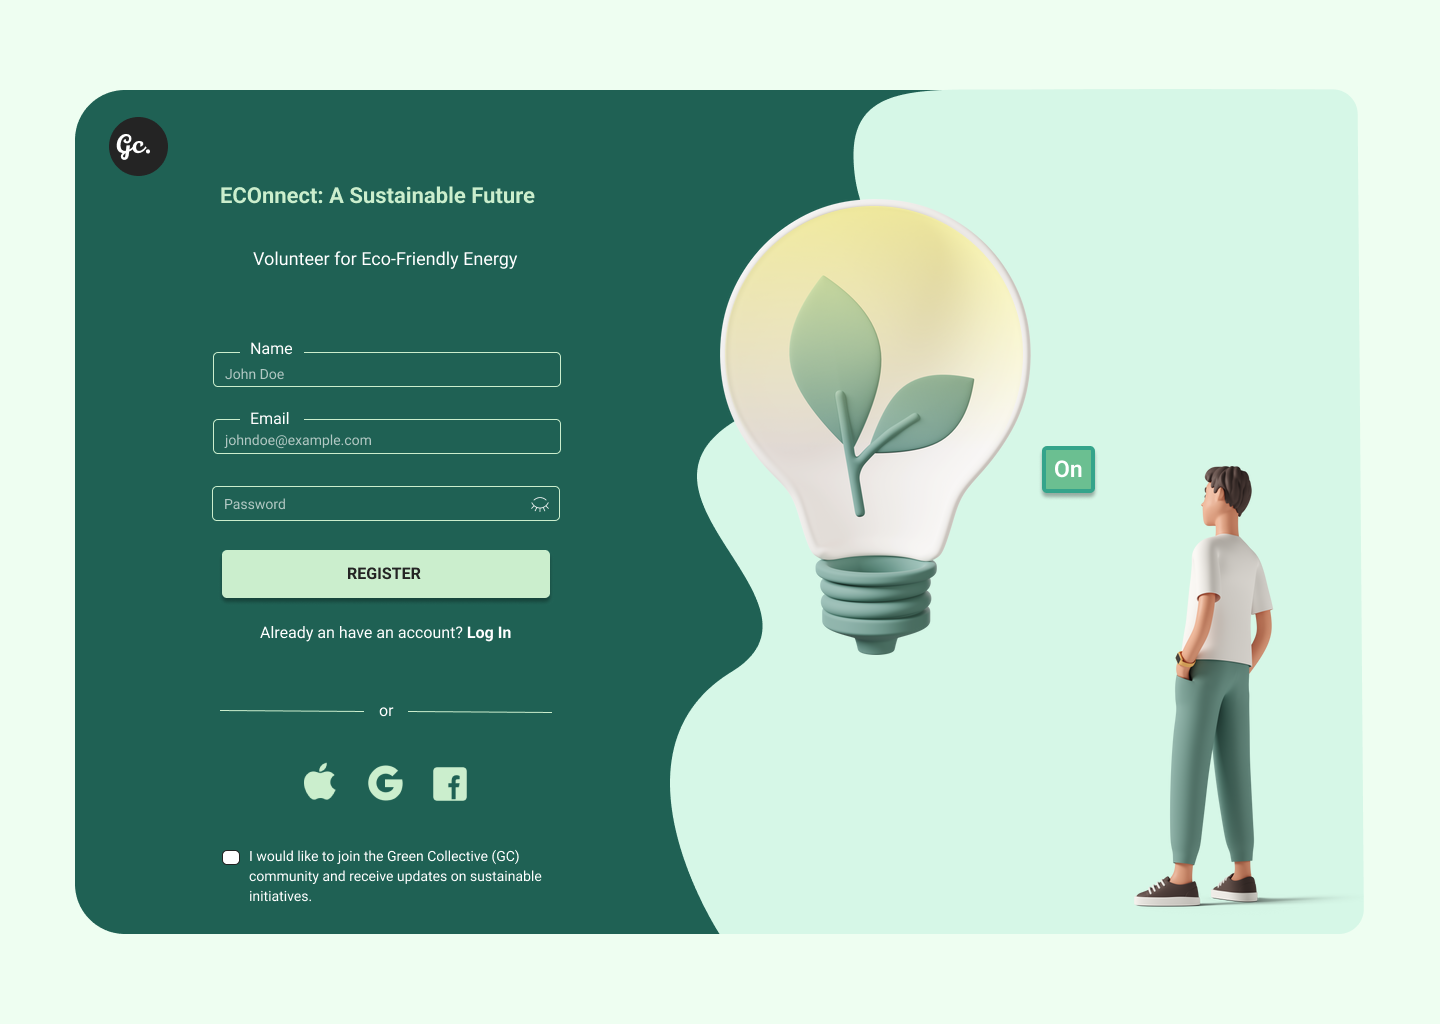 Gc.
ECOnnect: A Sustainable Future
Volunteer for Eco-Friendly Energy
Name
John Doe
Email
johndoe@example.com
Password
REGISTER
Already an have an account? Log In
or
I would like to join the Green Collective (GC)
community and receive updates on sustainable
initiatives.
On